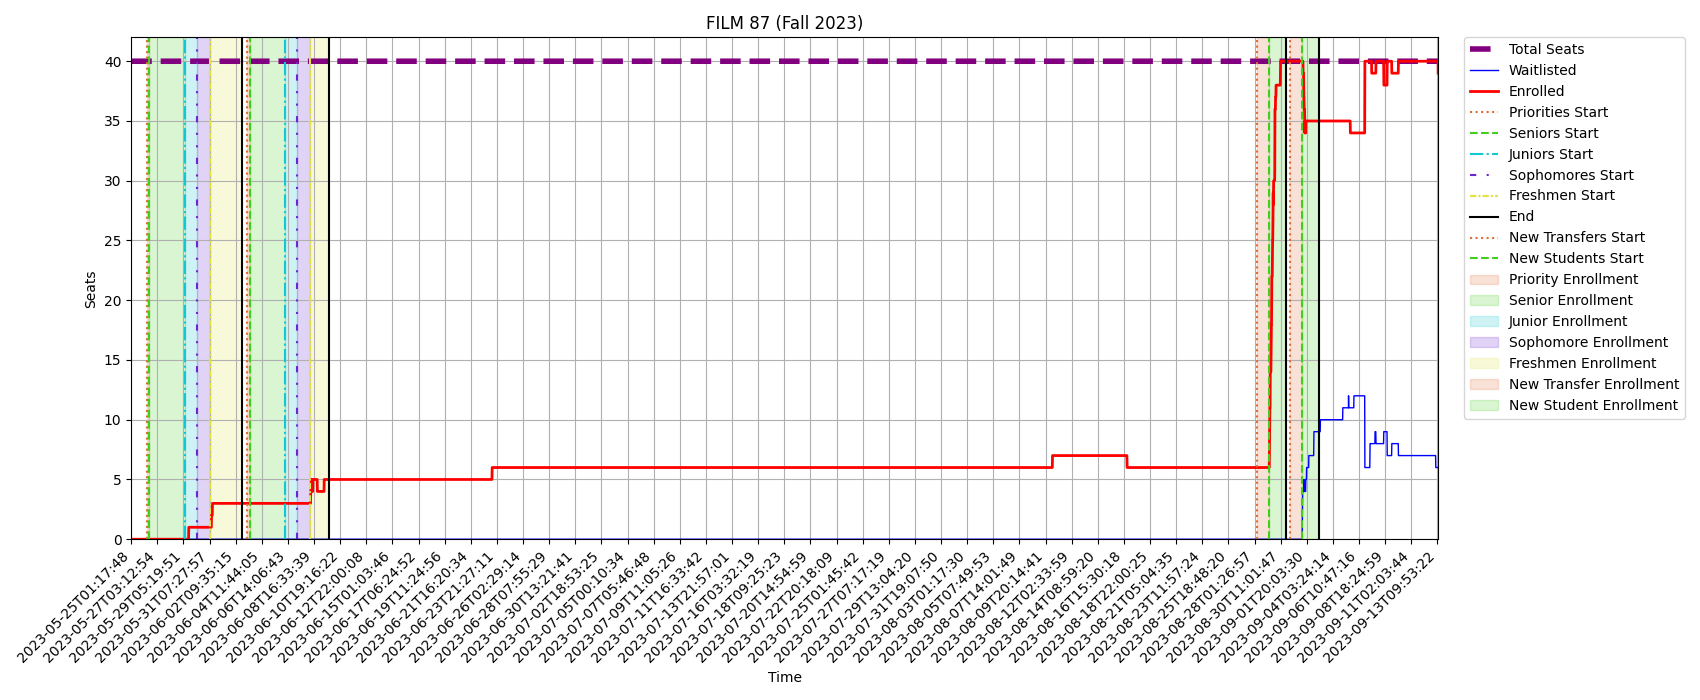 FILM 87 (Fall 2023)
Seats
40
35
30
25
20
15
10
5
0
2023-05-25T01:17:48
2023-05-27T03:12:54
2023-05-29T05:19:51
2023-05-31T07:27:57
2023-06-02T09:35:15
2023-06-04T11:44:05
2023-06-06T14:06:43
2023-06-08T16:33:39
2023-06-10T19:16:22
2023-06-12T22:00:08
2023-06-15T01:03:46
2023-06-17T06:24:52
2023-06-19T11:24:56
2023-06-21T16:20:34
2023-06-23T21:27:11
2023-06-26T02:29:14
2023-06-28T07:55:29
2023-06-30T13:21:41
2023-07-02T18:53:25
2023-07-05T00:10:34
2023-07-07T05:46:48
2023-07-09T11:05:26
2023-07-11T16:33:42
2023-07-13T21:57:01
2023-07-16T03:32:19
2023-07-18T09:25:23
2023-07-20T14:54:59
2023-07-22T20:18:09
2023-07-25T01:45:42
2023-07-27T07:17:19
2023-07-29T13:04:20
2023-07-31T19:07:50
2023-08-03T01:17:30
2023-08-05T07:49:53
2023-08-07T14:01:49
2023-08-09T20:14:41
2023-08-12T02:33:59
2023-08-14T08:59:20
2023-08-16T15:30:18
2023-08-18T22:00:25
2023-08-21T05:04:35
2023-08-23T11:57:24
2023-08-25T18:48:20
2023-08-28T01:26:57
2023-08-30T11:01:47
2023-09-01T20:03:30
2023-09-04T03:24:14
2023-09-06T10:47:16
2023-09-08T18:24:59
2023-09-11T02:03:44
2023-09-13T09:53:22
Time
Total Seats
Waitlisted
Enrolled
Priorities Start
Seniors Start
Juniors Start
Sophomores Start
Freshmen Start
End
New Transfers Start
New Students Start
Priority Enrollment
Senior Enrollment
Junior Enrollment
Sophomore Enrollment
Freshmen Enrollment
New Transfer Enrollment
New Student Enrollment